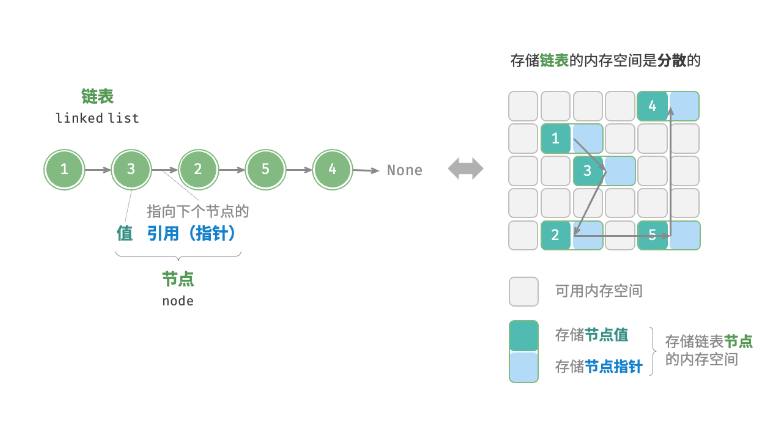 链表
linked list
1 3 2 5 4 None
指向下个节点的
值 引用（指针）
节点
node
存储链表的内存空间是分散的
4
1
3
2 5
可用内存空间
存储节点值
存储节点指针
存储链表节点
的内存空间